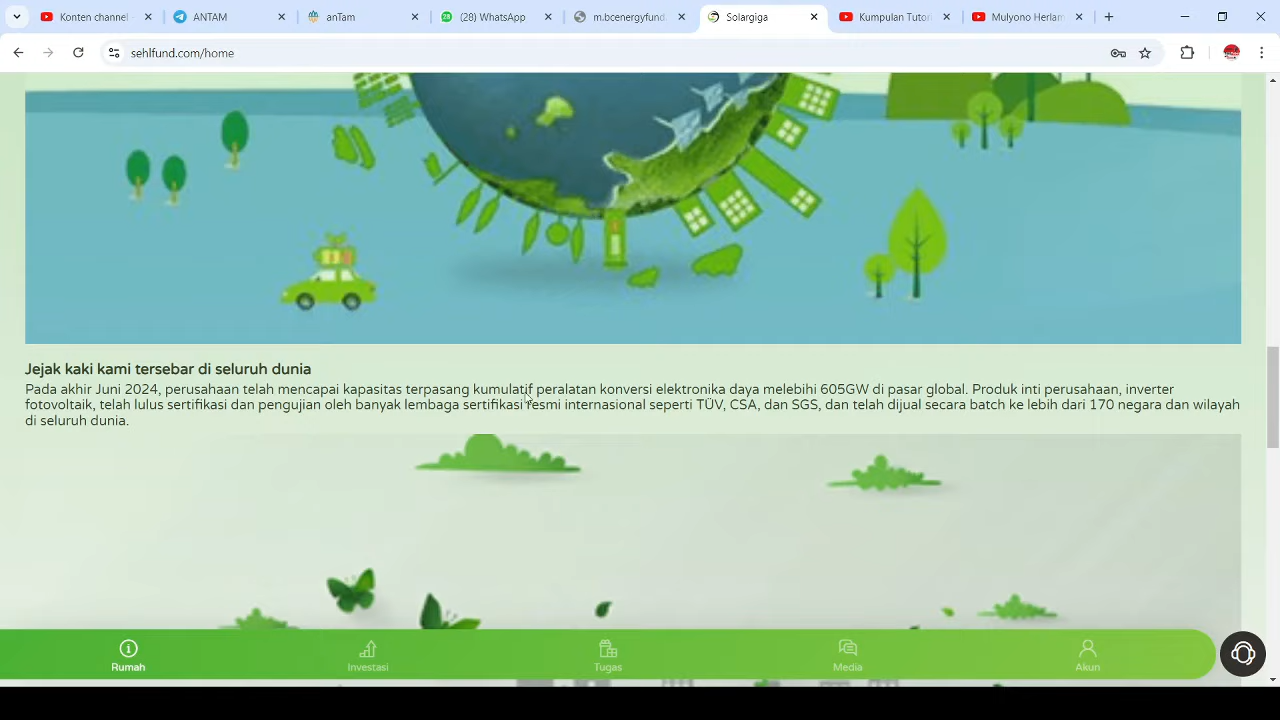 Konten channel
ANTAM
anTam
(28) WhatsApp
m.bcenergyfund.
Solargiga
Kumpulan Tuto
Mulyono Herlam
sehlfund.com/home
Jejak kaki kami tersebar di seluruh dunia
Pada akhir Juni 2024, perusahaan telah mencapai kapasitas terpasang kumulatif peralatan konversi elektronika daya melebihi 605GW di pasar global. Produk inti perusahaan, inverter
fotovoltaik, telah lulus sertifikasi dan pengujian oleh banyak lembaga sertifikasi resmi internasional seperti TÜV, CSA, dan SGS, dan telah dijual secara batch ke lebih dari 170 negara dan wilayah
di seluruh dunia.
Rumah
Investasi
Tugas
Media
Akun